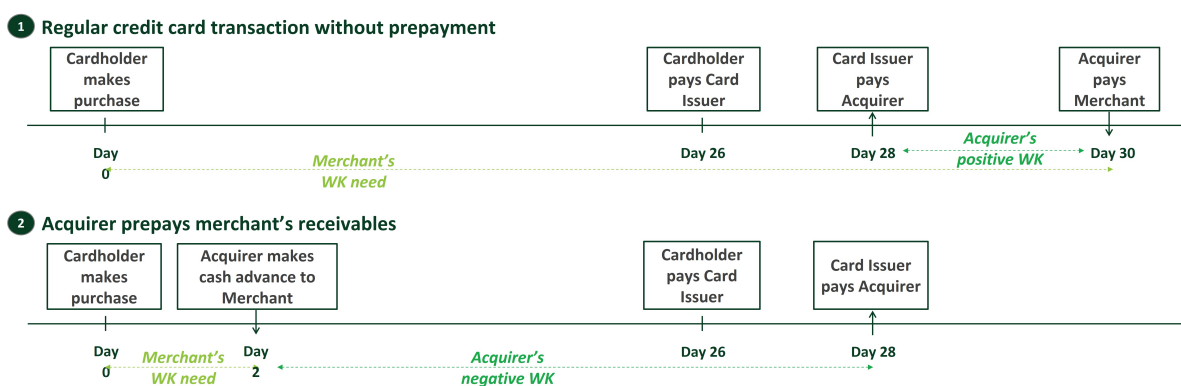 1 Regular credit card transaction without prepayment
Cardholder
makes
purchase
Cardholder
pays Card
Issuer
Card Issuer
pays
Acquirer
Acquirer
pays
Merchant
Day
0
Merchant's
WK need
Day 26
Day 28
Acquirer's
positive WK
Day 30
2 Acquirer prepays merchant's receivables
Cardholder
makes
purchase
Acquirer makes
cash advance to
Merchant
Cardholder
pays Card
Issuer
Card Issuer
pays Acquirer
Day
0
Merchant's
WK need
Day
2
Acquirer's
negative WK
Day 26
Day 28